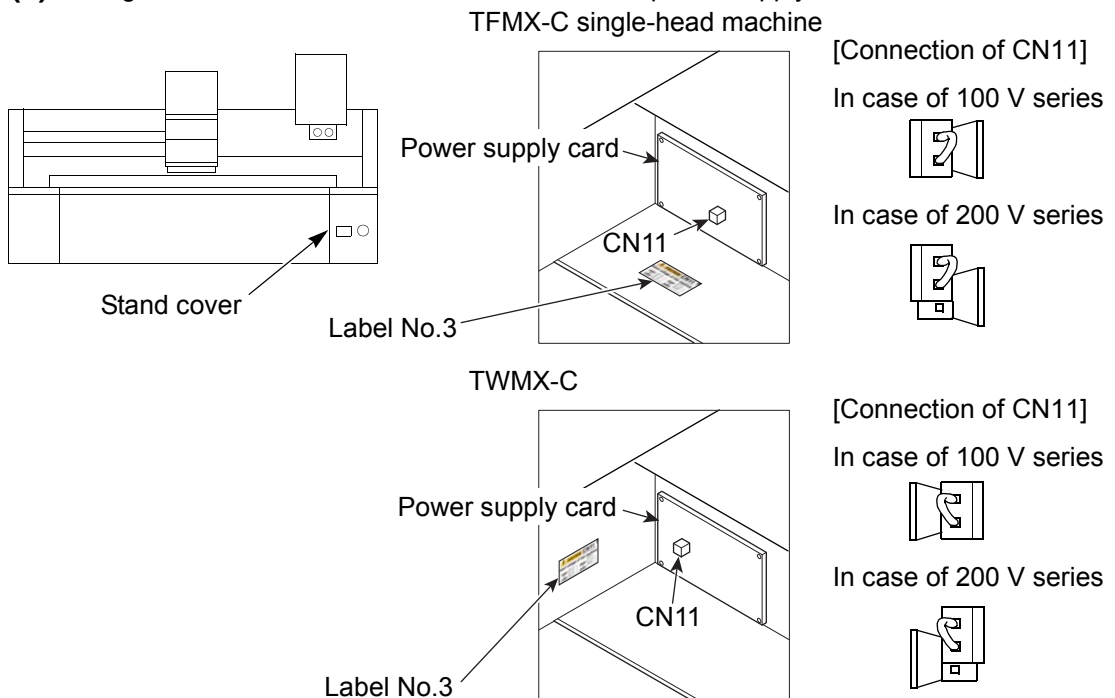 TFMX-C single-head machine
[Connection of CN11]
In case of 100 V series
Power supply card
In case of 200 V series
CN11
Stand cover
Label No.3
TWMX-C
[Connection of CN11]
In case of 100 V series
Power supply card
In case of 200 V series
CN11
Label No.3